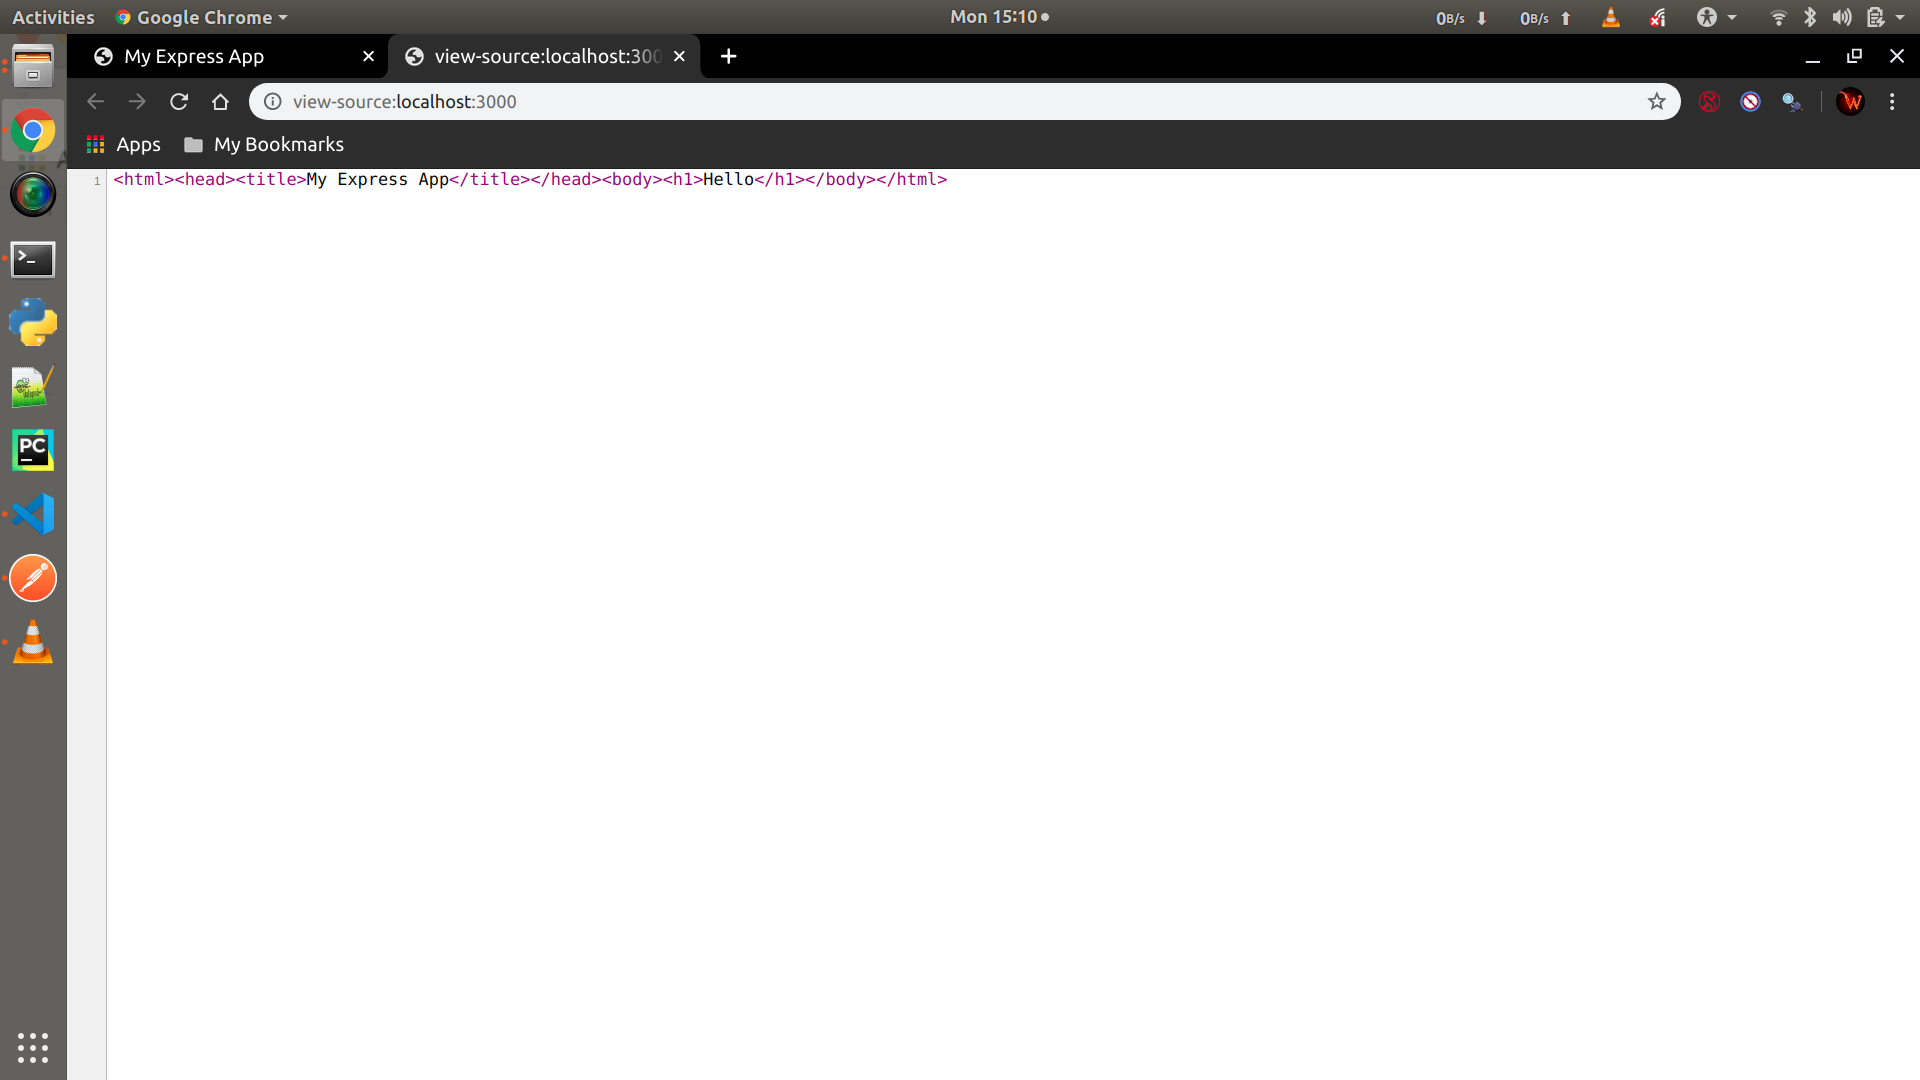 Activities Google Chrome Mon 15:10 0B/s 0B/s
My Express App view-source:localhost:300
view-source:localhost:3000
Apps My Bookmarks
1 <html><head><title>My Express App</title></head><body><h1>Hello</h1></body></html>
PC